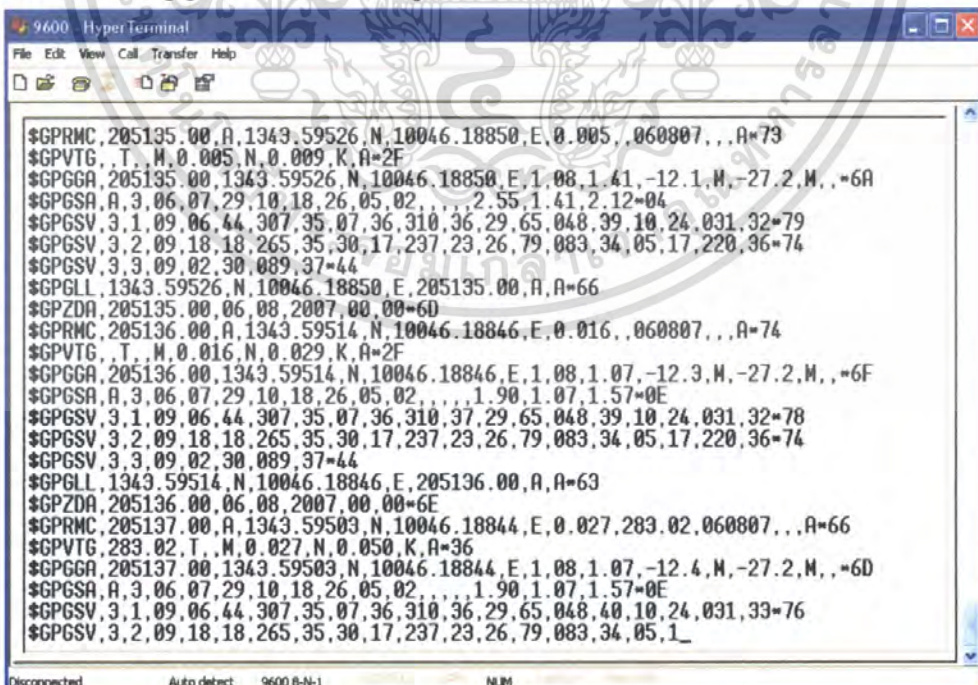 9600 - HyperTerminal
File Edit View Call Transfer Help
$GPRMC,205135.00,A,1343.59526,N,10046.18850,E,0.005,,060807,,,A*73
$GPVTG,,T,,M,0.005,N,0.009,K,A*2F
$GPGGA,205135.00,1343.59526,N,10046.18850,E,1,08,1.41,-12.1,M,-27.2,M,,*6A
$GPGSA,A,3,06,07,29,10,18,26,05,02,,,,,2.55,1.41,2.12*04
$GPGSV,3,1,09,06,44,307,35,07,36,310,36,29,65,048,39,10,24,031,32*79
$GPGSV,3,2,09,18,18,265,35,30,17,237,23,26,79,083,34,05,17,220,36*74
$GPGSV,3,3,09,02,30,089,37*44
$GPGLL,1343.59526,N,10046.18850,E,205135.00,A,A*66
$GPZDA,205135.00,06,08,2007,00,00*6D
$GPRMC,205136.00,A,1343.59514,N,10046.18846,E,0.016,,060807,,,A*74
$GPVTG,,T,,M,0.016,N,0.029,K,A*2F
$GPGGA,205136.00,1343.59514,N,10046.18846,E,1,08,1.07,-12.3,M,-27.2,M,,*6F
$GPGSA,A,3,06,07,29,10,18,26,05,02,,,,,1.90,1.07,1.57*0E
$GPGSV,3,1,09,06,44,307,35,07,36,310,37,29,65,048,39,10,24,031,32*78
$GPGSV,3,2,09,18,18,265,35,30,17,237,23,26,79,083,34,05,17,220,36*74
$GPGSV,3,3,09,02,30,089,37*44
$GPGLL,1343.59514,N,10046.18846,E,205136.00,A,A*63
$GPZDA,205136.00,06,08,2007,00,00*6E
$GPRMC,205137.00,A,1343.59503,N,10046.18844,E,0.027,283.02,060807,,,A*66
$GPVTG,283.02,T,,M,0.027,N,0.050,K,A*36
$GPGGA,205137.00,1343.59503,N,10046.18844,E,1,08,1.07,-12.4,M,-27.2,M,,*6D
$GPGSA,A,3,06,07,29,10,18,26,05,02,,,,,1.90,1.07,1.57*0E
$GPGSV,3,1,09,06,44,307,35,07,36,310,36,29,65,048,40,10,24,031,33*76
$GPGSV,3,2,09,18,18,265,35,30,17,237,23,26,79,083,34,05,1_
Disconnected Auto detect 9600 8-N-1 NUM